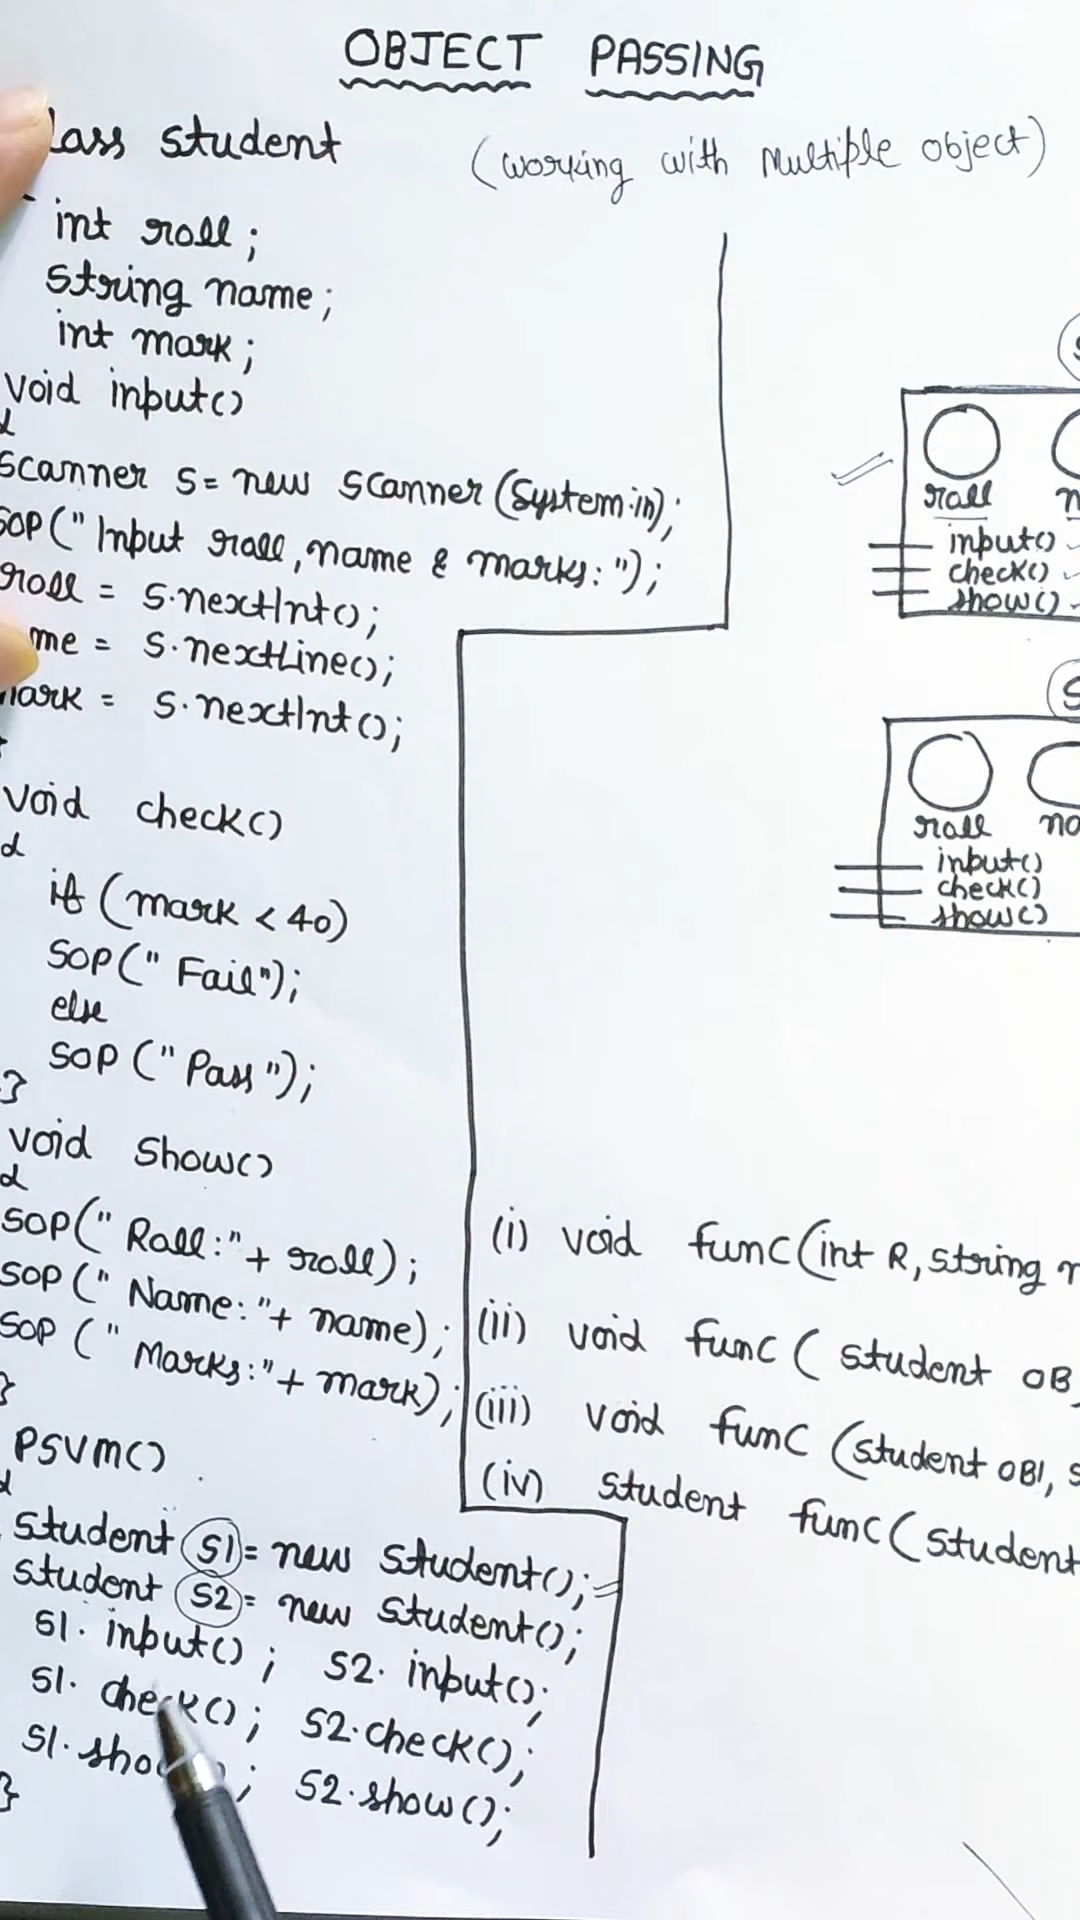 OBJECT PASSING
(working with Multiple object)
lass student
int roll;
string name;
int mark;
void input()
{
scanner s= new scanner(System.in);
SOP("Input roll, name & marks:");
roll = s.nextInt();
me = s.nextLine();
mark = s.nextInt();
}
void check()
{
if (mark < 40)
SOP("Fail");
else
SOP("Pass");
}
void show()
{
SOP("Roll:"+ roll);
SOP("Name:"+ name);
SOP("Marks:"+ mark);
}
PSVM()
{
student S1 = new student();
student S2 = new student();
S1. input(); S2. input();
S1. check(); S2. check();
S1. sho ; S2. show();
}
roll
input()
check()
show()
roll
input()
check()
show()
(i) void func(int R, string
(ii) void func( student OB
(iii) void func (student OB1, s
(iv) student func(student